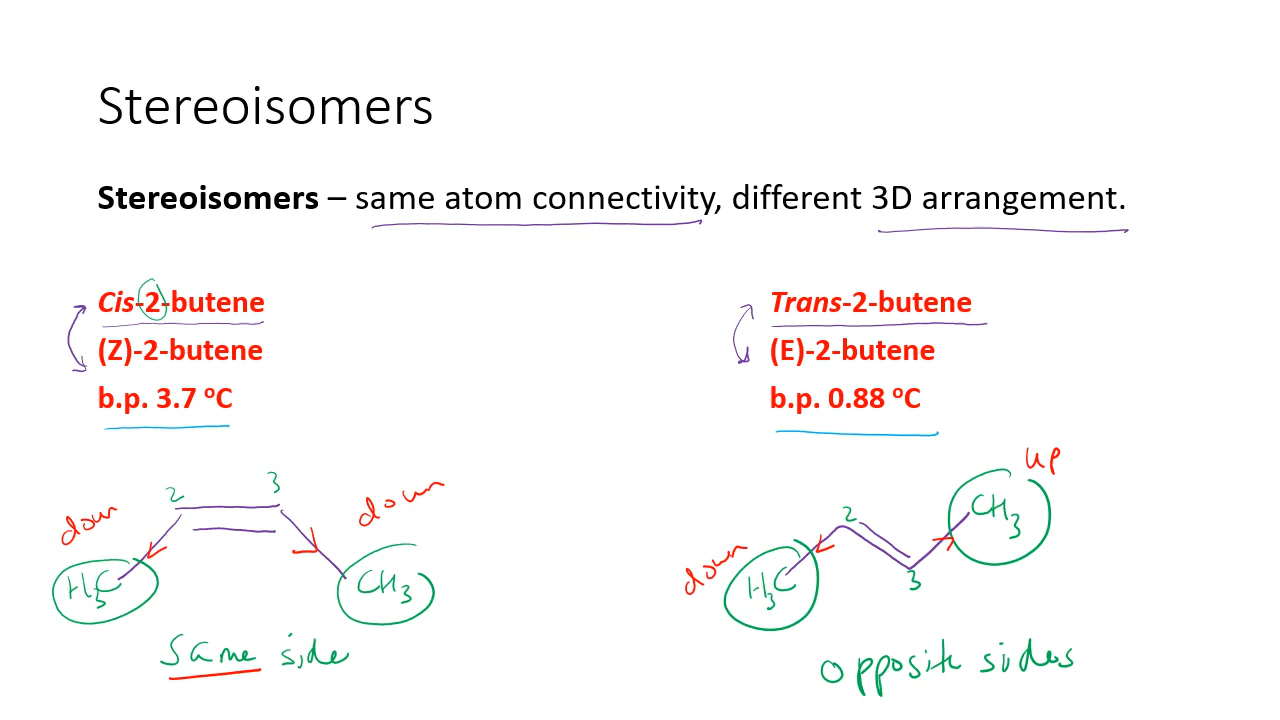 Stereoisomers
Stereoisomers – same atom connectivity, different 3D arrangement.
Cis-2-butene
(Z)-2-butene
b.p. 3.7 °C
Trans-2-butene
(E)-2-butene
b.p. 0.88 °C
2 3
down down
H3C CH3
same side
up
CH3
2
down
H3C
3
opposite sides